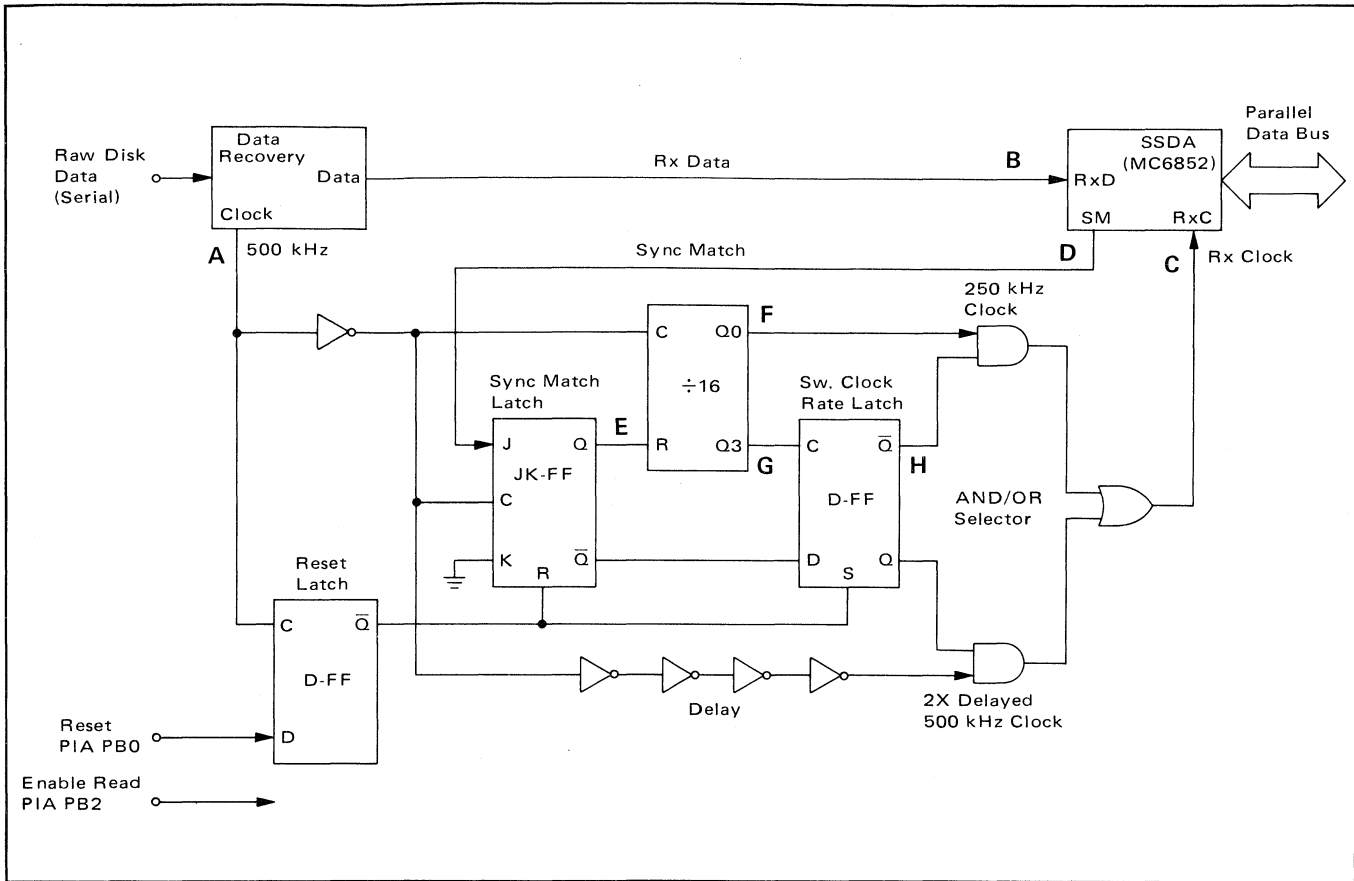 Raw Disk
Data
(Serial)
Data
Recovery
Data
Clock
A
500 kHz
Rx Data
B
SSDA
(MC6852)
RxD
SM
RxC
Parallel
Data Bus
Sync Match
D
C
Rx Clock
250 kHz
Clock
C
Q0
F
÷16
R
Q3
G
Sync Match
Latch
J
Q
E
JK-FF
C
K
Q̅
R
Sw. Clock
Rate Latch
C
Q̅
H
D-FF
D
Q
S
AND/OR
Selector
Reset
Latch
C
Q̅
D-FF
D
Delay
2X Delayed
500 kHz Clock
Reset
PIA PB0
Enable Read
PIA PB2